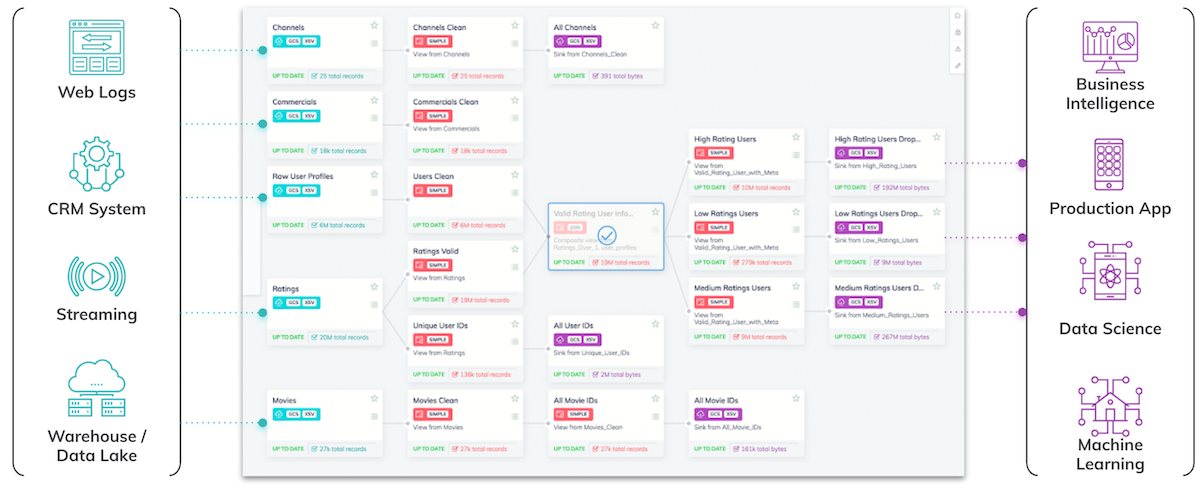 Web Logs
CRM System
Streaming
Warehouse /
Data Lake
Channels
GCS XSV
UP TO DATE 25 total records
Channels Clean
SIMPLE
View from Channels
UP TO DATE 25 total records
All Channels
GCS XSV
Sink from Channels_Clean
UP TO DATE 391 total bytes
Commercials
GCS XSV
UP TO DATE 18k total records
Commercials Clean
SIMPLE
View from Commercials
UP TO DATE 18k total records
Raw User Profiles
GCS XSV
UP TO DATE 6M total records
Users Clean
SIMPLE
UP TO DATE 6M total records
Ratings
GCS XSV
UP TO DATE 20M total records
Ratings Valid
SIMPLE
View from Ratings
UP TO DATE 19M total records
Unique User IDs
SIMPLE
View from Ratings
UP TO DATE 138k total records
All User IDs
GCS XSV
Sink from Unique_User_IDs
UP TO DATE 2M total bytes
Valid Rating User Info...
JOIN
Composite view
Ratings_Over_1, user_profiles
UP TO DATE 19M total records
High Rating Users
SIMPLE
View from
Valid_Rating_User_with_Meta
UP TO DATE 10M total records
High Rating Users Drop...
GCS XSV
Sink from High_Rating_Users
UP TO DATE 192M total bytes
Low Ratings Users
SIMPLE
View from
Valid_Rating_User_with_Meta
UP TO DATE 279k total records
Low Ratings Users Drop...
GCS XSV
Sink from Low_Ratings_Users
UP TO DATE 9M total bytes
Medium Ratings Users
SIMPLE
View from
Valid_Rating_User_with_Meta
UP TO DATE 9M total records
Medium Ratings Users D...
GCS XSV
Sink from Medium_Ratings_Users
UP TO DATE 267M total bytes
Movies
GCS XSV
UP TO DATE 27k total records
Movies Clean
SIMPLE
View from Movies
UP TO DATE 27k total records
All Movie IDs
SIMPLE
View from Movies_Clean
UP TO DATE 27k total records
All Movie IDs
GCS XSV
Sink from All_Movie_IDs
UP TO DATE 161k total bytes
Business
Intelligence
Production App
Data Science
Machine
Learning